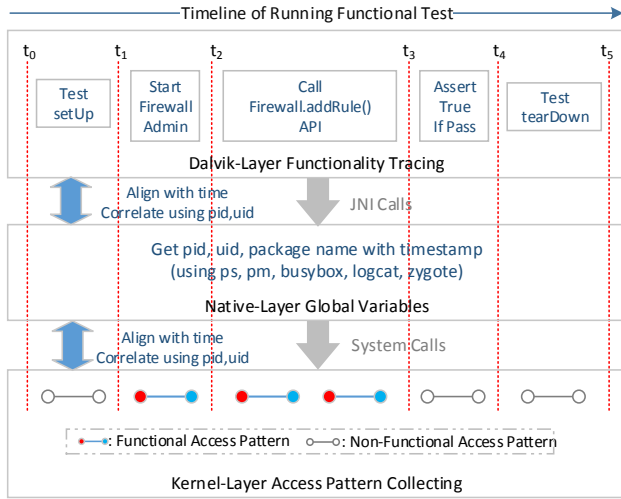 Timeline of Running Functional Test
t0 t1 t2 t3 t4 t5
Test
setUp
Start
Firewall
Admin
Call
Firewall.addRule()
API
Assert
True
If Pass
Test
tearDown
Dalvik-Layer Functionality Tracing
Align with time
Correlate using pid,uid
JNI Calls
Get pid, uid, package name with timestamp
(using ps, pm, busybox, logcat, zygote)
Native-Layer Global Variables
Align with time
Correlate using pid,uid
System Calls
: Functional Access Pattern
: Non-Functional Access Pattern
Kernel-Layer Access Pattern Collecting